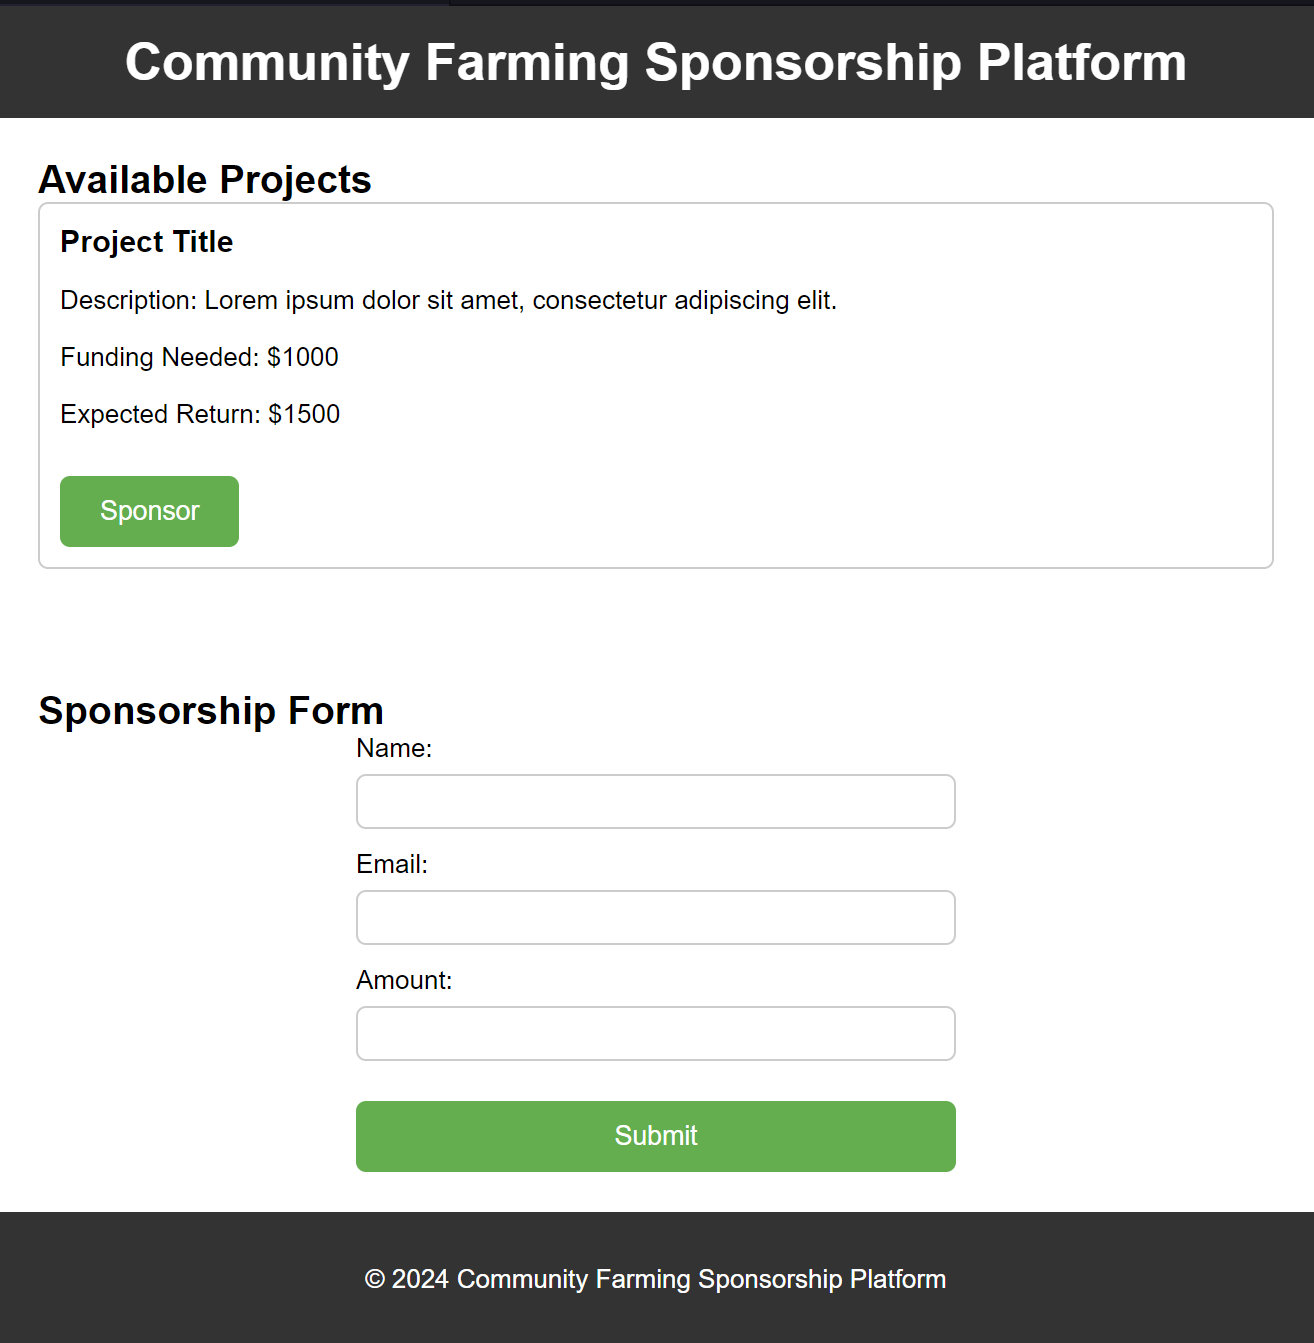 Community Farming Sponsorship Platform
Available Projects
Project Title
Description: Lorem ipsum dolor sit amet, consectetur adipiscing elit.
Funding Needed: $1000
Expected Return: $1500
Sponsor
Sponsorship Form
Name:
Email:
Amount:
Submit
© 2024 Community Farming Sponsorship Platform